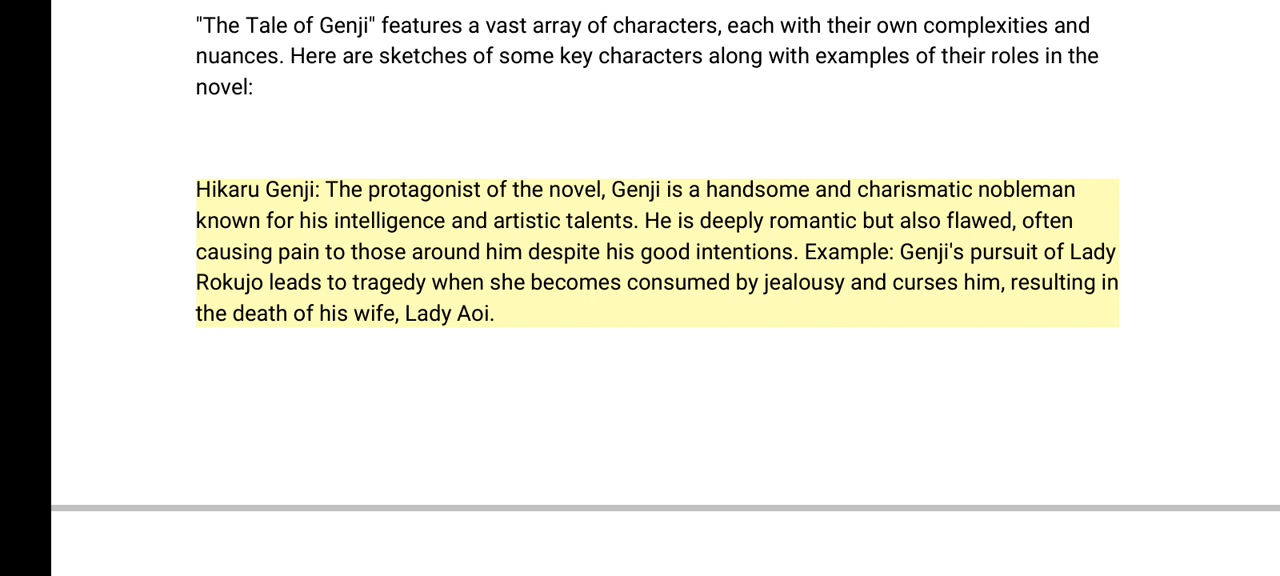 "The Tale of Genji" features a vast array of characters, each with their own complexities and
nuances. Here are sketches of some key characters along with examples of their roles in the
novel:
Hikaru Genji: The protagonist of the novel, Genji is a handsome and charismatic nobleman
known for his intelligence and artistic talents. He is deeply romantic but also flawed, often
causing pain to those around him despite his good intentions. Example: Genji's pursuit of Lady
Rokujo leads to tragedy when she becomes consumed by jealousy and curses him, resulting in
the death of his wife, Lady Aoi.